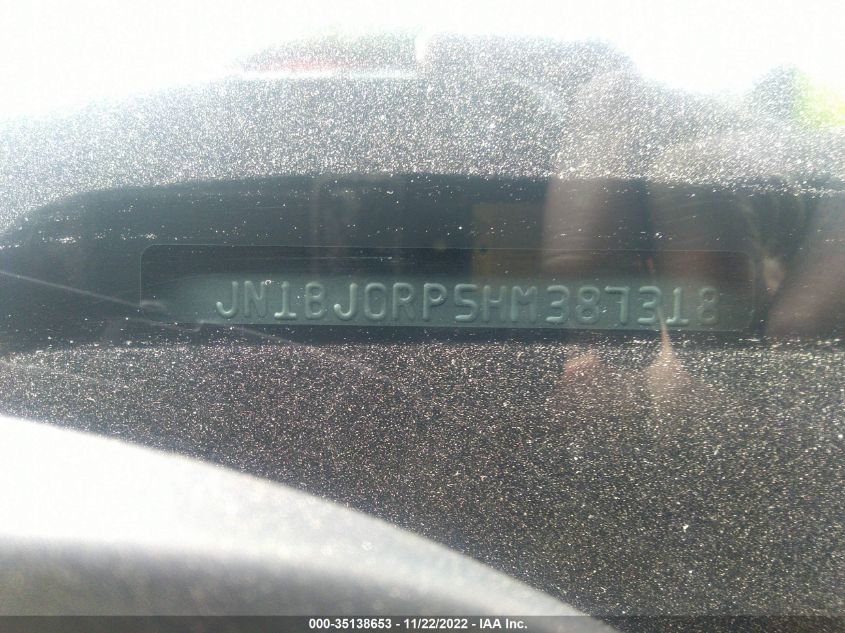 JN1BJ0RP5HM387318
000-35138653 - 11/22/2022 - IAA Inc.